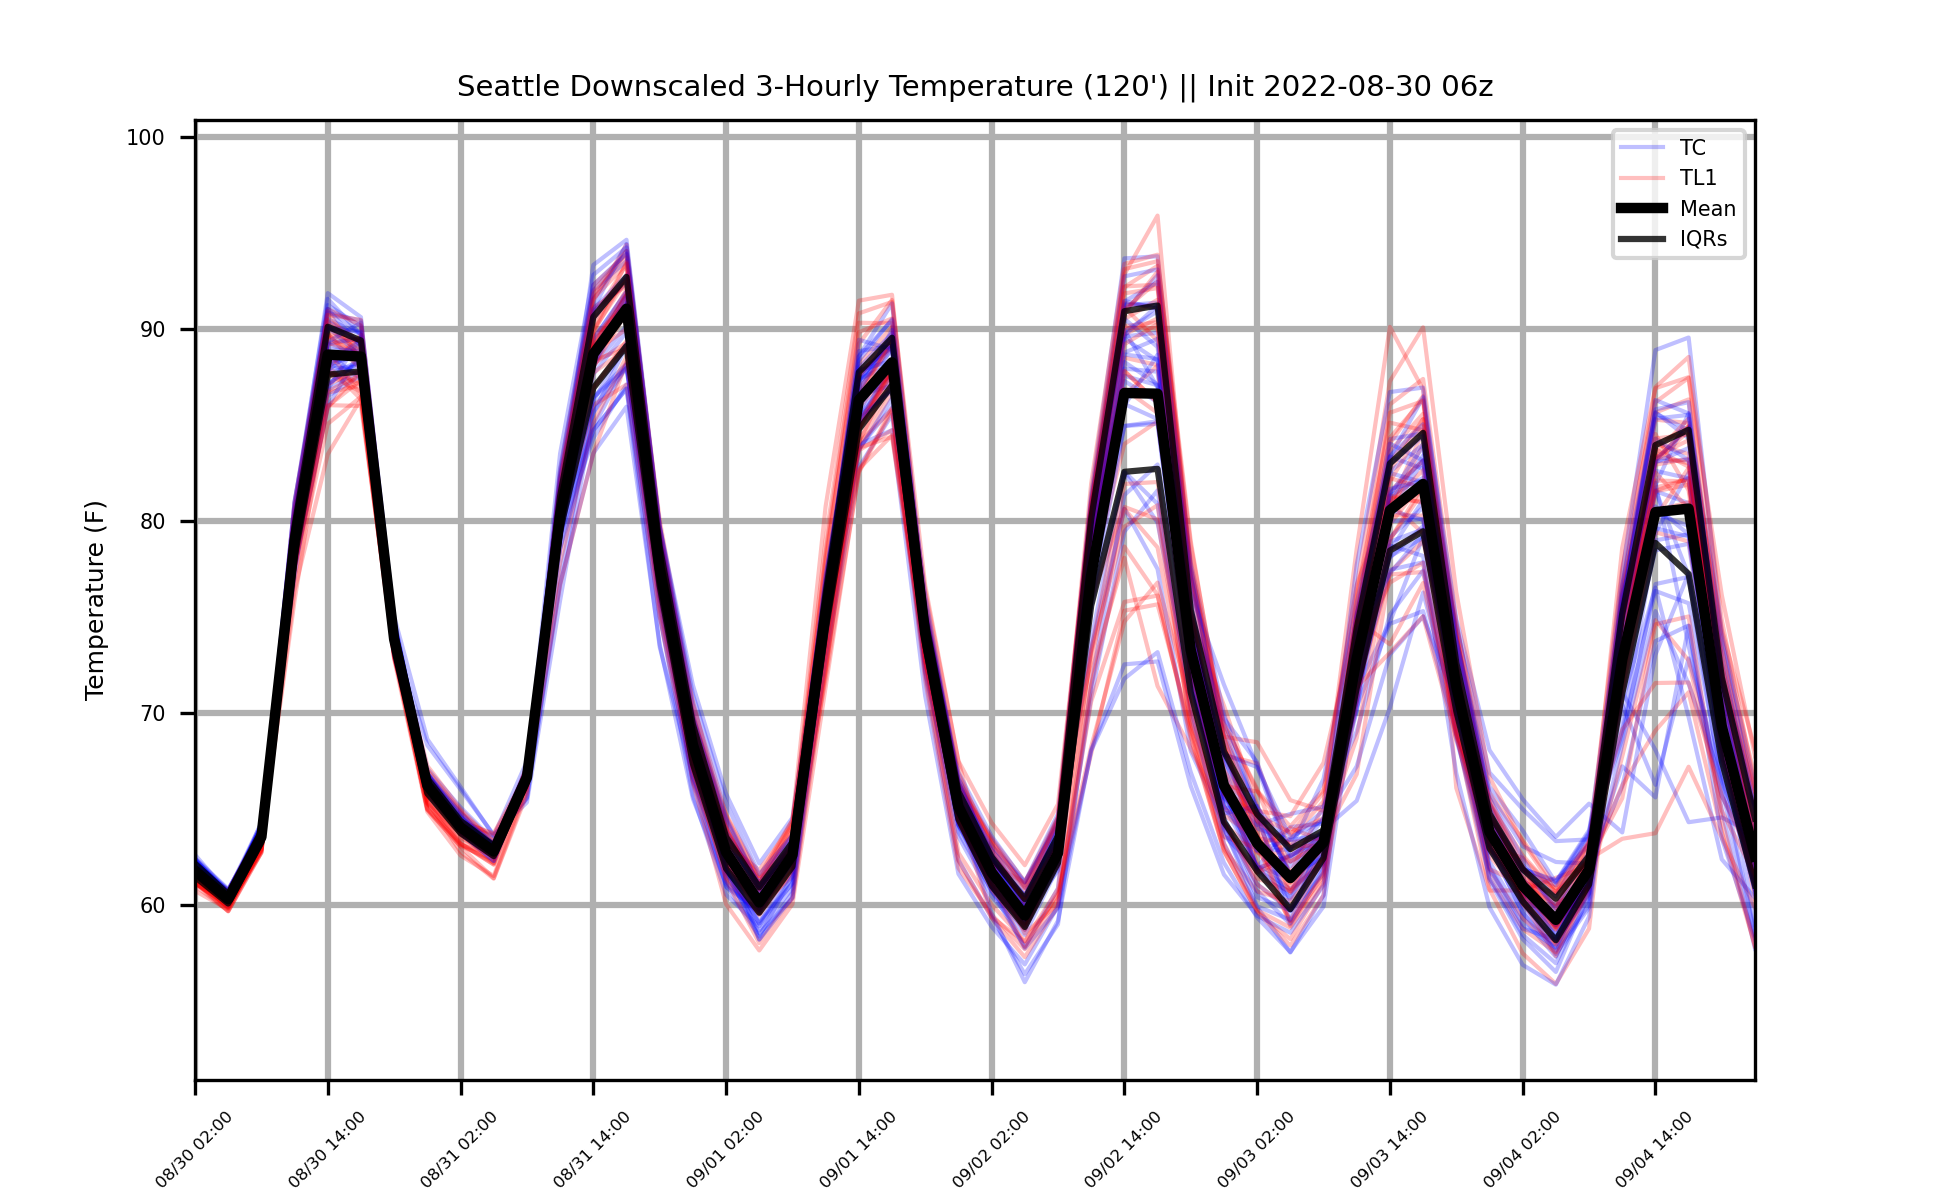 Seattle Downscaled 3-Hourly Temperature (120') || Init 2022-08-30 06z
100
90
80
70
60
Temperature (F)
TC
TL1
Mean
IQRs
08/30 02:00
08/30 14:00
08/31 02:00
08/31 14:00
09/01 02:00
09/01 14:00
09/02 02:00
09/02 14:00
09/03 02:00
09/03 14:00
09/04 02:00
09/04 14:00